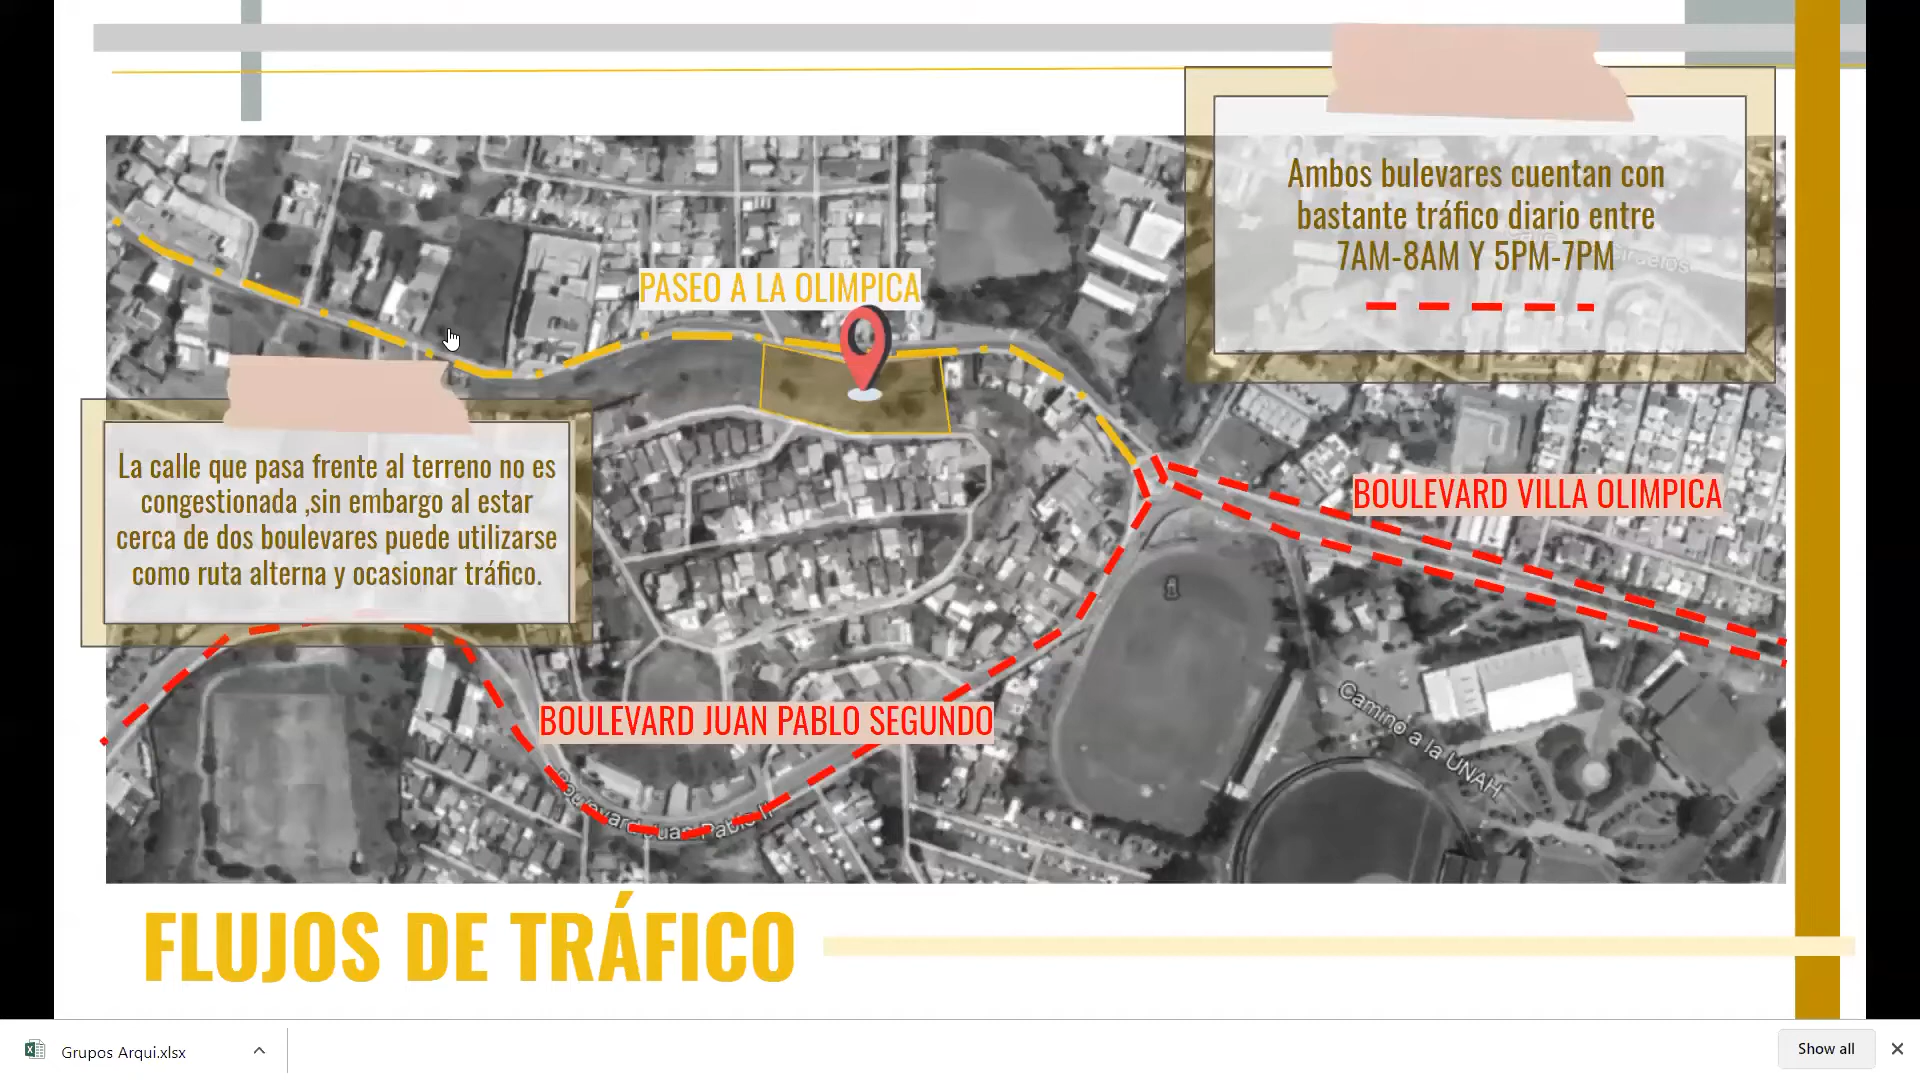 Ambos bulevares cuentan con
bastante tráfico diario entre
7AM-8AM Y 5PM-7PM
PASEO A LA OLIMPICA
La calle que pasa frente al terreno no es
congestionada ,sin embargo al estar
cerca de dos boulevares puede utilizarse
como ruta alterna y ocasionar tráfico.
BOULEVARD VILLA OLIMPICA
BOULEVARD JUAN PABLO SEGUNDO
Camino a la UNAH
Boulevard Juan Pablo II
FLUJOS DE TRÁFICO
Grupos Arqui.xlsx
Show all